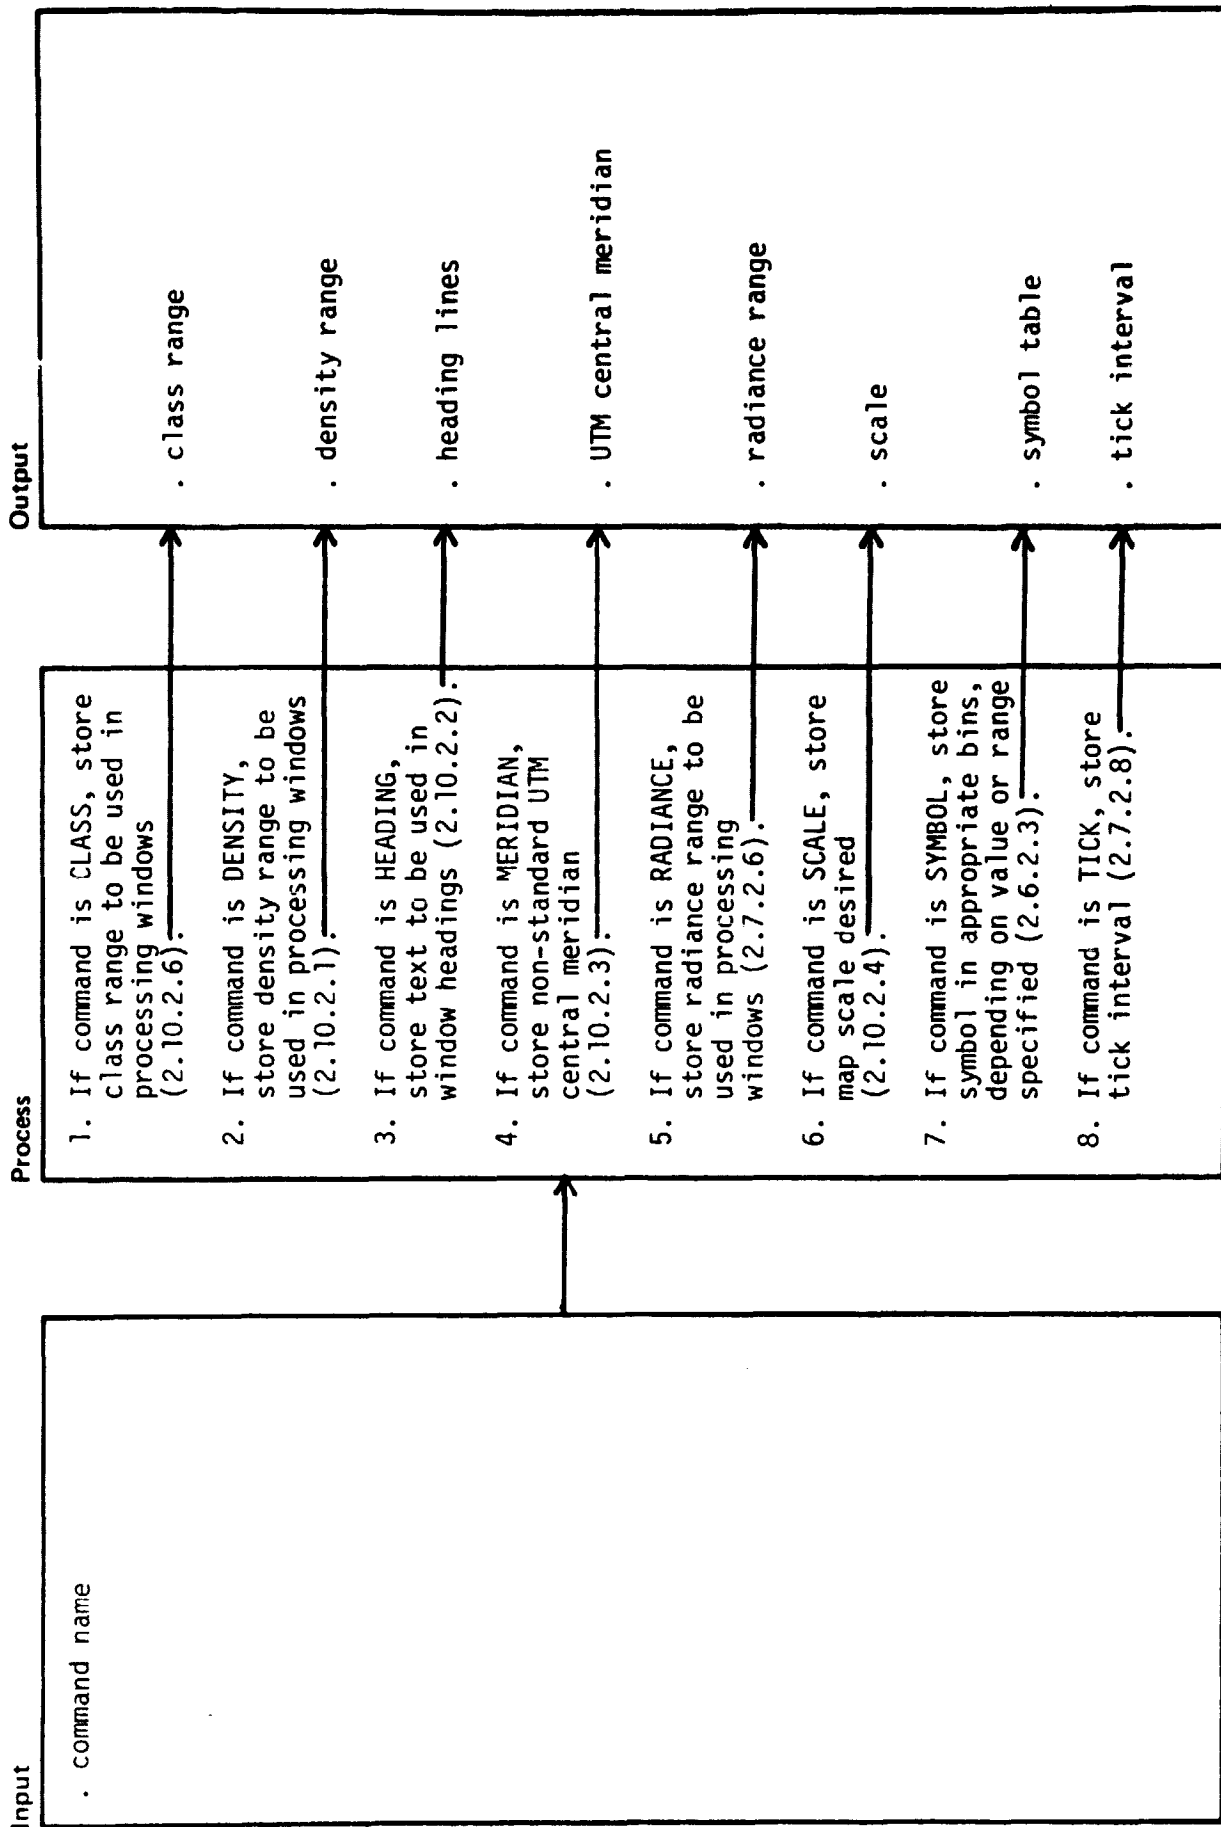 Input
. command name
Process
1. If command is CLASS, store
class range to be used in
processing windows
(2.10.2.6).
2. If command is DENSITY,
store density range to be
used in processing windows
(2.10.2.1).
3. If command is HEADING,
store text to be used in
window headings (2.10.2.2).
4. If command is MERIDIAN,
store non-standard UTM
central meridian
(2.10.2.3).
5. If command is RADIANCE,
store radiance range to be
used in processing
windows (2.7.2.6).
6. If command is SCALE, store
map scale desired
(2.10.2.4).
7. If command is SYMBOL, store
symbol in appropriate bins,
depending on value or range
specified (2.6.2.3).
8. If command is TICK, store
tick interval (2.7.2.8).
Output
. class range
. density range
. heading lines
. UTM central meridian
. radiance range
. scale
. symbol table
. tick interval